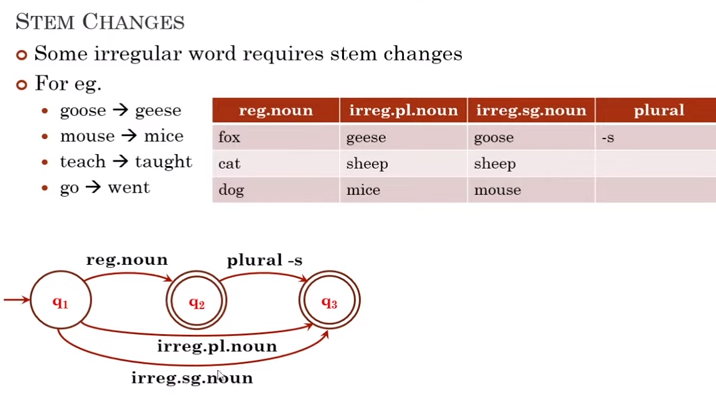 STEM CHANGES
Some irregular word requires stem changes
For eg.
goose → geese
mouse → mice
teach → taught
go → went
reg.noun irreg.pl.noun irreg.sg.noun plural
fox geese goose -s
cat sheep sheep
dog mice mouse
reg.noun plural -s
q1 q2 q3
irreg.pl.noun
irreg.sg.noun